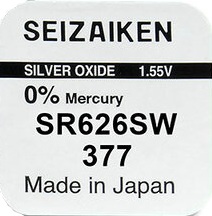 SEIZAIKEN
SILVER OXIDE 1.55V
0% Mercury
SR626SW
377
Made in Japan